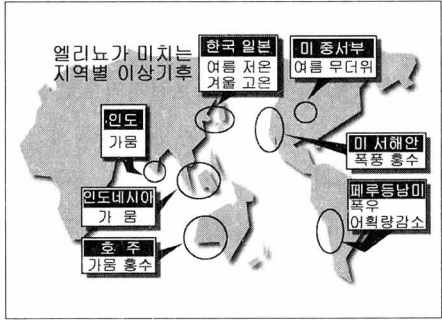 엘리뇨가 미치는
지역별 이상기후
한국 일본
여름 저온
겨울 고온
미 중서부
여름 무더위
인도
가뭄
미 서해안
폭풍 홍수
인도네시아
가 뭄
페루등남미
폭우
어획량감소
호 주
가뭄 홍수